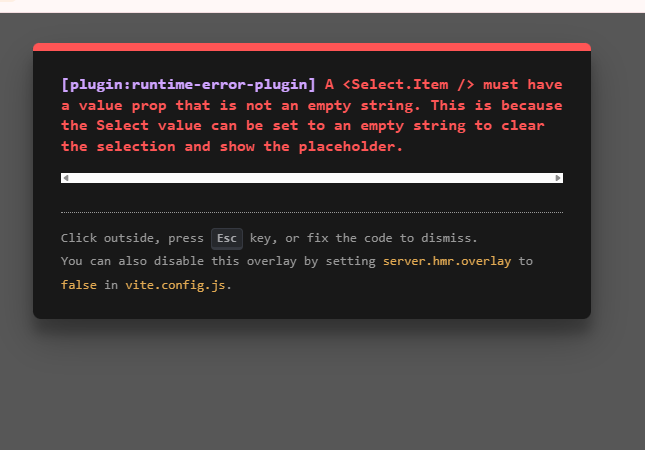 [plugin:runtime-error-plugin] A <Select.Item /> must have
a value prop that is not an empty string. This is because
the Select value can be set to an empty string to clear
the selection and show the placeholder.
Click outside, press Esc key, or fix the code to dismiss.
You can also disable this overlay by setting server.hmr.overlay to
false in vite.config.js.